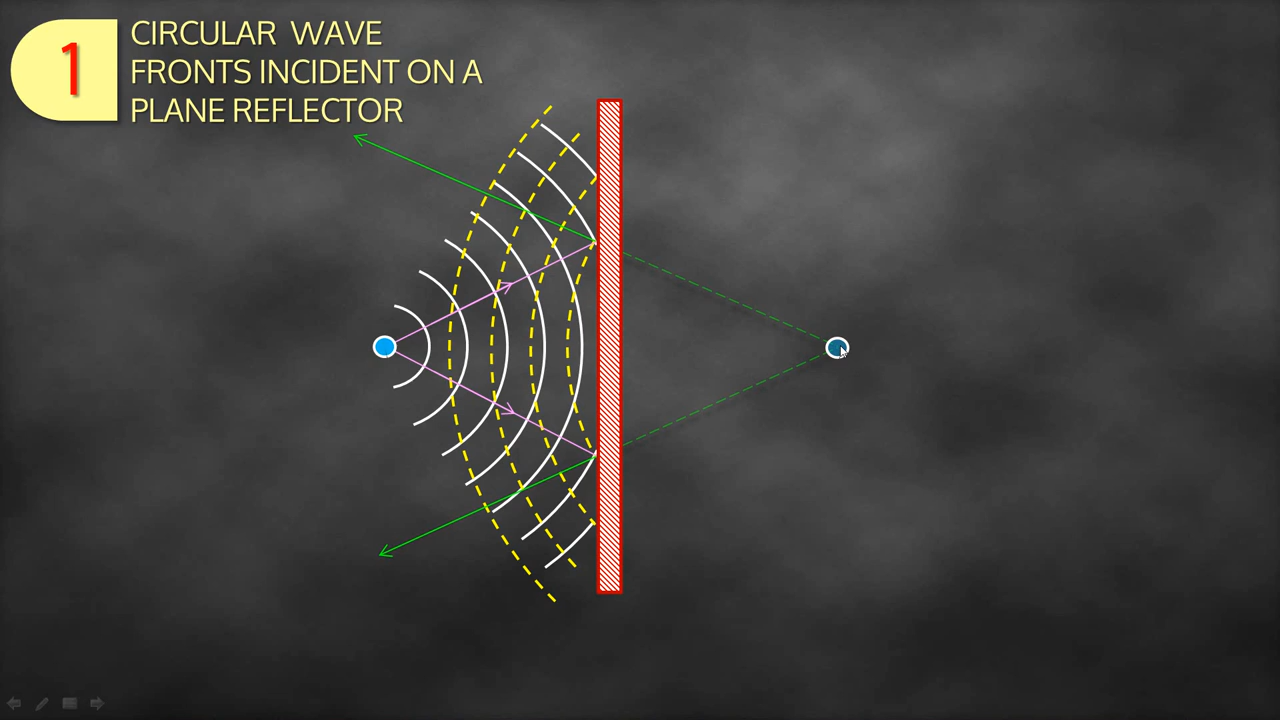 1
CIRCULAR WAVE
FRONTS INCIDENT ON A
PLANE REFLECTOR